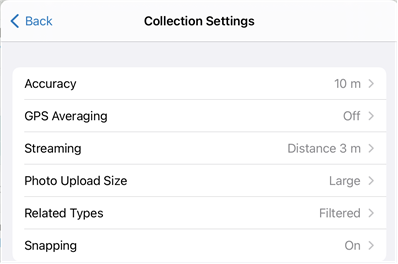 Back
Collection Settings
Accuracy 10 m
GPS Averaging Off
Streaming Distance 3 m
Photo Upload Size Large
Related Types Filtered
Snapping On